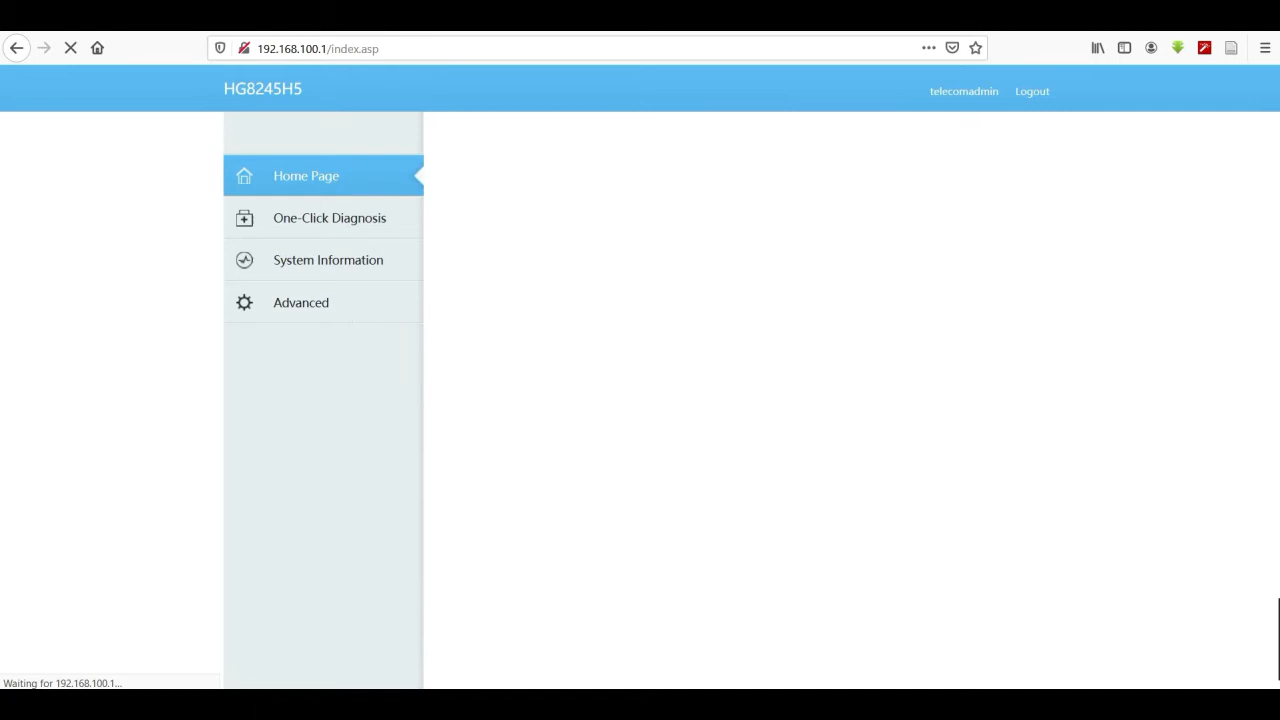 192.168.100.1/index.asp
HG8245H5
telecomadmin Logout
Home Page
One-Click Diagnosis
System Information
Advanced
Waiting for 192.168.100.1...